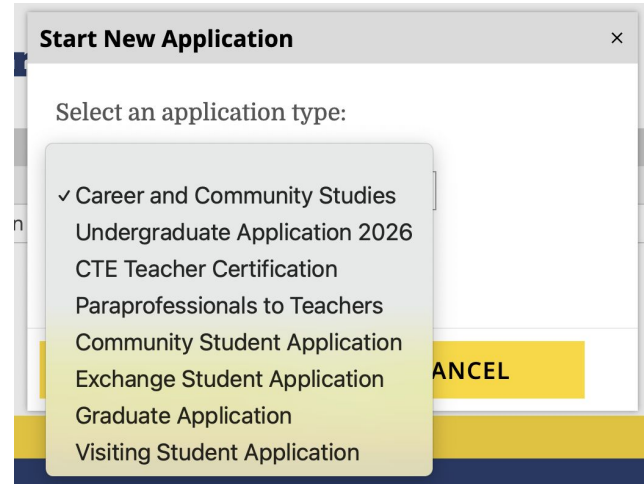 Start New Application ×
Select an application type:
✓ Career and Community Studies
Undergraduate Application 2026
CTE Teacher Certification
Paraprofessionals to Teachers
Community Student Application
Exchange Student Application
ANCEL
Graduate Application
Visiting Student Application